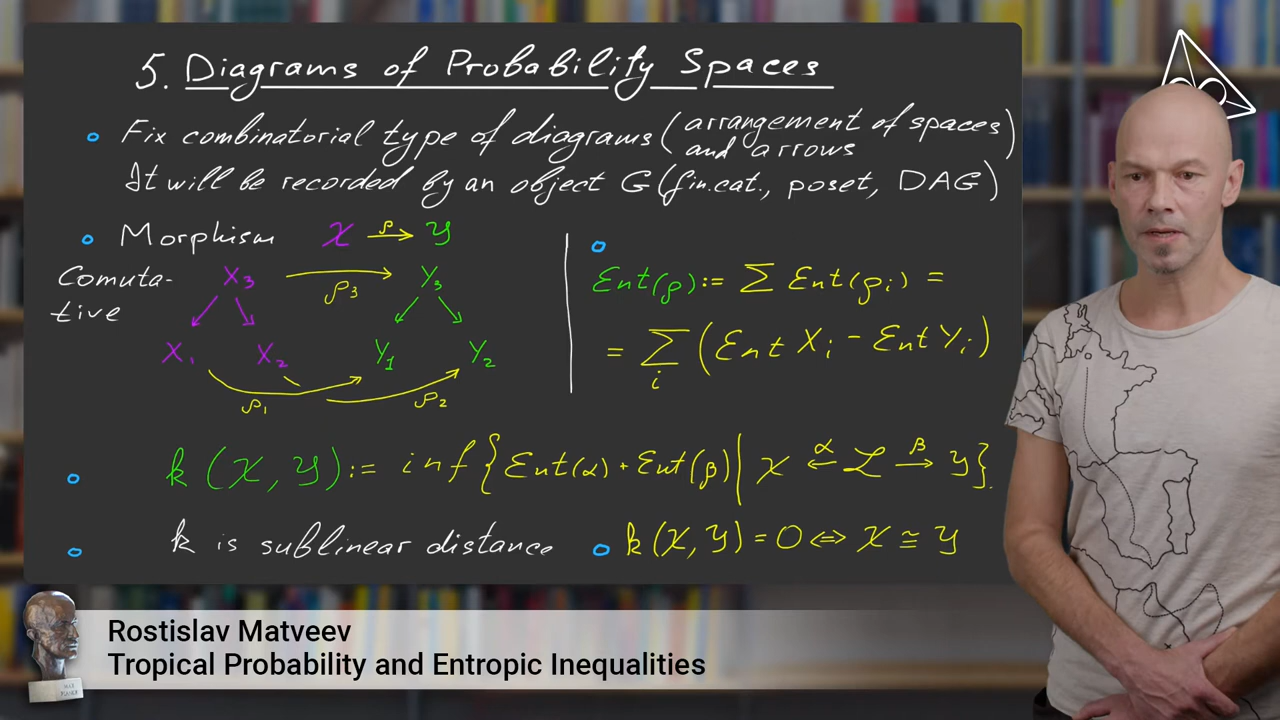 5. Diagrams of Probability Spaces
Fix combinatorial type of diagrams (arrangement of spaces and arrows)
It will be recorded by an object G (fin.cat., poset, DAG)
Morphism 𝒳 →ρ 𝒴
Comuta-
tive
X₃ ρ₃ Y₃
X₁ X₂ Y₁ Y₂
ρ₁ ρ₂
Ent(ρ) := ∑ Ent(ρᵢ) =
= ∑ᵢ (Ent Xᵢ - Ent Yᵢ)
k (𝒳, 𝒴) := inf{Ent(α) + Ent(β) | 𝒳 ←α 𝒵 →β 𝒴}.
k is sublinear distance
k (𝒳, 𝒴) = 0 ⇔ 𝒳 ≅ 𝒴
MAX
PLANCK
Rostislav Matveev
Tropical Probability and Entropic Inequalities